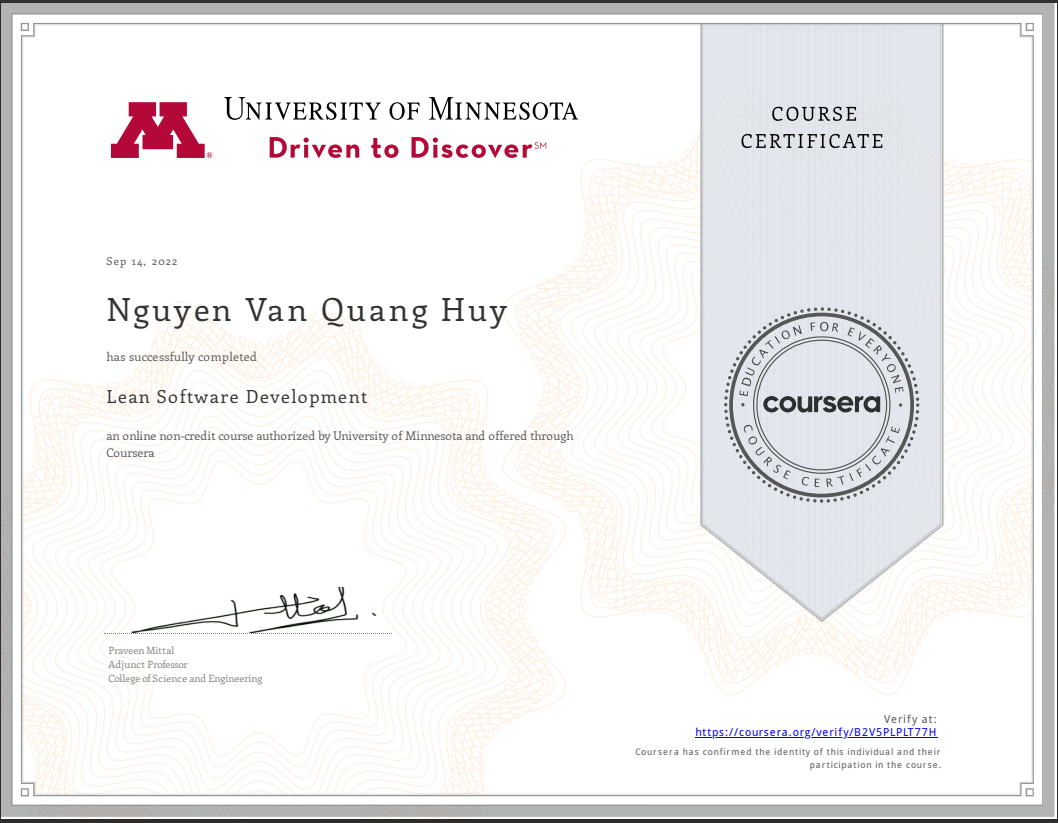 UNIVERSITY OF MINNESOTA
Driven to Discover℠
COURSE
CERTIFICATE
Sep 14, 2022
Nguyen Van Quang Huy
has successfully completed
Lean Software Development
an online non-credit course authorized by University of Minnesota and offered through
Coursera
EDUCATION FOR EVERYONE
coursera
COURSE CERTIFICATE
Praveen Mittal
Adjunct Professor
College of Science and Engineering
Verify at:
https://coursera.org/verify/B2V5PLPLT77H
Coursera has confirmed the identity of this individual and their
participation in the course.